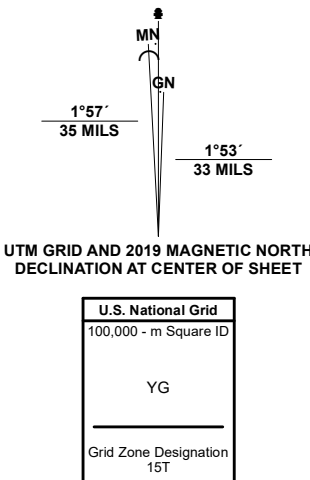 MN
GN
1°57´
35 MILS
1°53´
33 MILS
UTM GRID AND 2019 MAGNETIC NORTH
DECLINATION AT CENTER OF SHEET
U.S. National Grid
100,000 - m Square ID
YG
Grid Zone Designation
15T